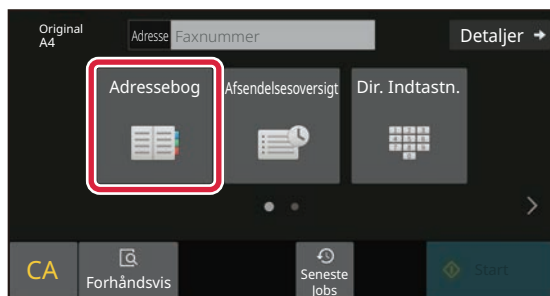 Original
A4
Adresse Faxnummer
Detaljer
Adressebog
Afsendelsesoversigt
Dir. Indtastn.
CA
Forhåndsvis
Seneste
Jobs
Start